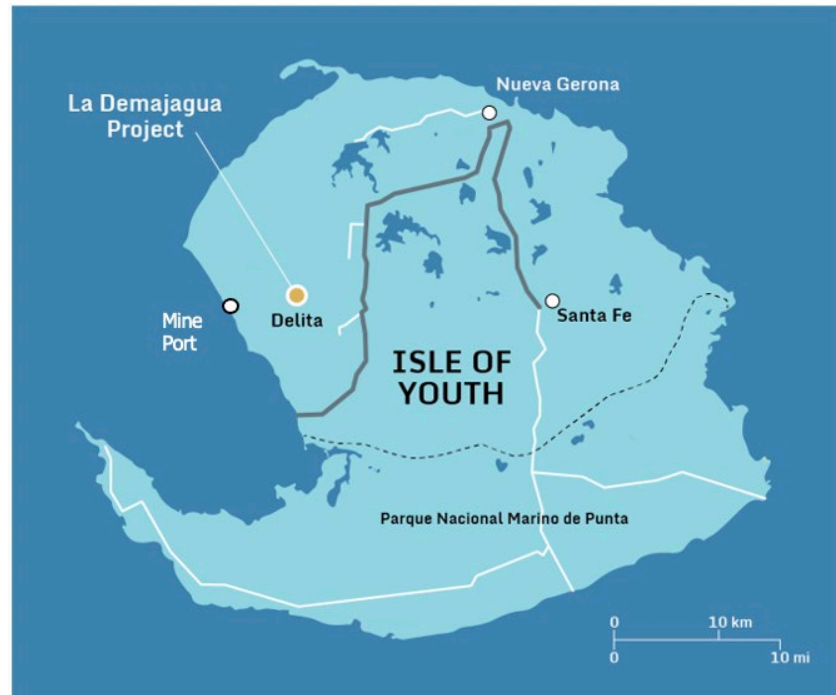 Nueva Gerona
La Demajagua
Project
Mine
Port
Delita
Santa Fe
ISLE OF
YOUTH
Parque Nacional Marino de Punta
0 10 km
0 10 mi